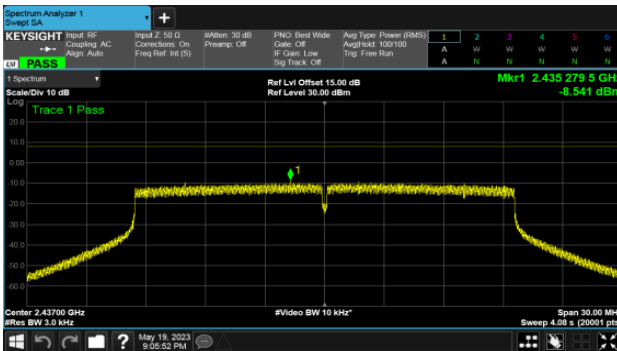 Spectrum Analyzer 1
Swept SA
+
KEYSIGHT Input: RF Input Z: 50 Ω #Atten: 30 dB PNO: Best Wide Avg Type: Power (RMS) 1 2 3 4 5 6
Coupling: AC Corrections: On Preamp: Off Gate: Off Avg|Hold: 100/100 A W W W W W
Align: Auto Freq Ref: Int (S) IF Gain: Low Trig: Free Run
Sig Track: Off
LXI PASS A N N N N N
1 Spectrum Ref Lvl Offset 15.00 dB Mkr1 2.435 279 5 GHz
Scale/Div 10 dB Ref Level 30.00 dBm -8.541 dBm
Log Trace 1 Pass
20.0
10.0
0.00
1
-10.0
-20.0
-30.0
-40.0
-50.0
-60.0
Center 2.43700 GHz #Video BW 10 kHz* Span 30.00 MH
#Res BW 3.0 kHz Sweep 4.08 s (20001 pts
? May 19, 2023
9:05:52 PM